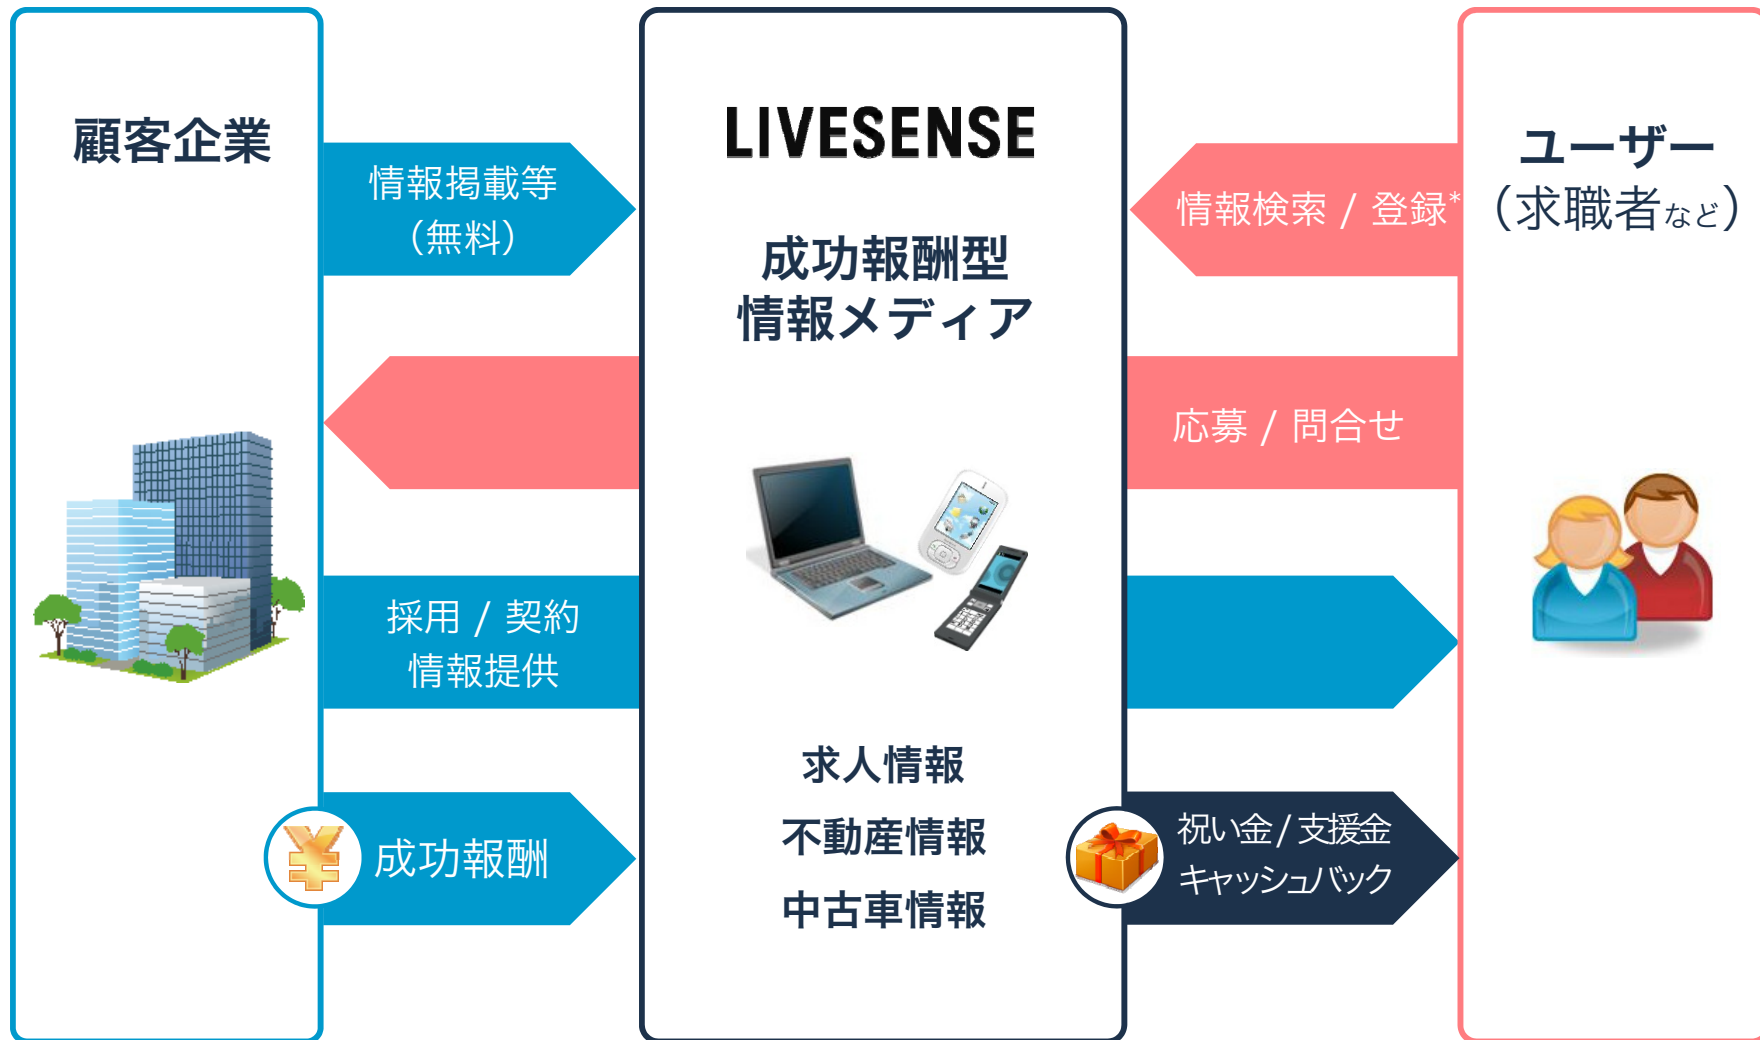 顧客企業
情報掲載等
（無料）
LIVESENSE
成功報酬型
情報メディア
情報検索 / 登録*
ユーザー
（求職者など）
応募 / 問合せ
採用 / 契約
情報提供
求人情報
不動産情報
中古車情報
成功報酬
祝い金 / 支援金
キャッシュバック